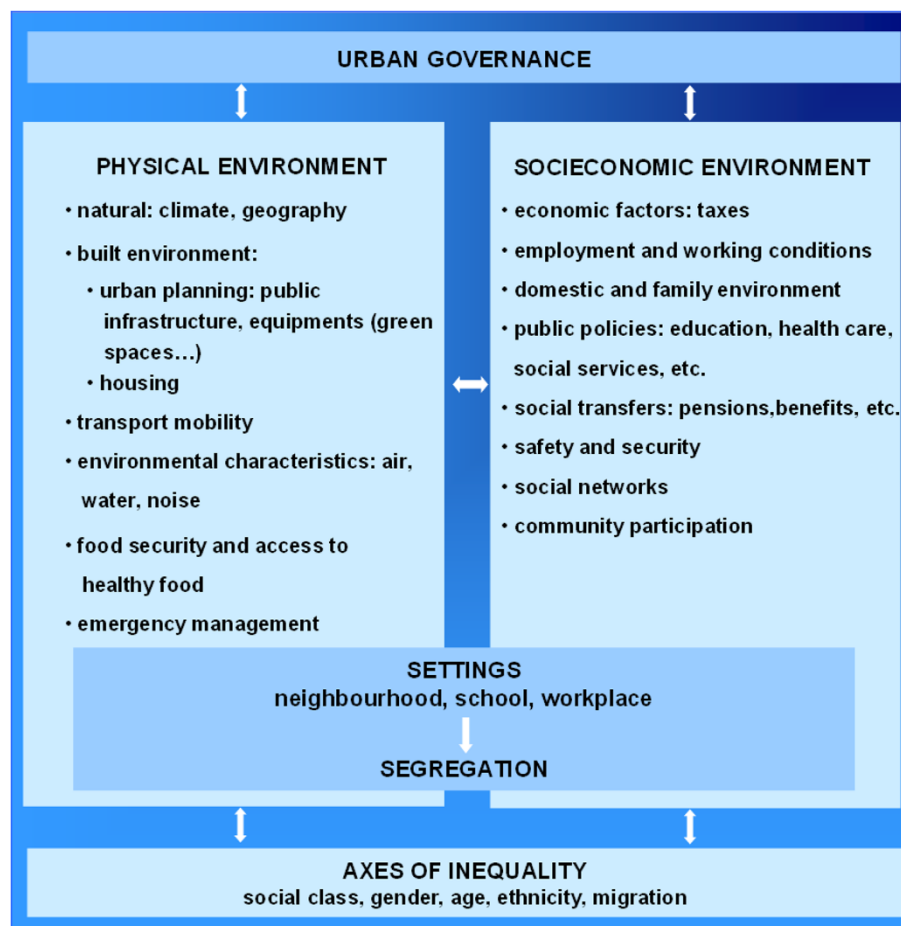 URBAN GOVERNANCE
PHYSICAL ENVIRONMENT
• natural: climate, geography
• built environment:
• urban planning: public
infrastructure, equipments (green
spaces...)
• housing
• transport mobility
• environmental characteristics: air,
water, noise
• food security and access to
healthy food
• emergency management
SOCIECONOMIC ENVIRONMENT
• economic factors: taxes
• employment and working conditions
• domestic and family environment
• public policies: education, health care,
social services, etc.
• social transfers: pensions,benefits, etc.
• safety and security
• social networks
• community participation
SETTINGS
neighbourhood, school, workplace
SEGREGATION
AXES OF INEQUALITY
social class, gender, age, ethnicity, migration